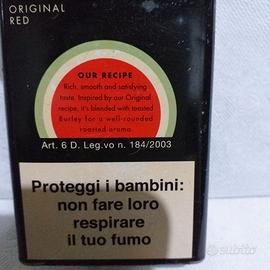 ORIGINAL
RED
OUR RECIPE
Rich, smooth and satisfying
taste. Inspired by our Original
recipe, it's blended with toasted
Burley for a well-rounded
roasted aroma
Art. 6 D. Leg.vo n. 184/2003
Proteggi i bambini:
non fare loro
respirare
il tuo fumo
subito